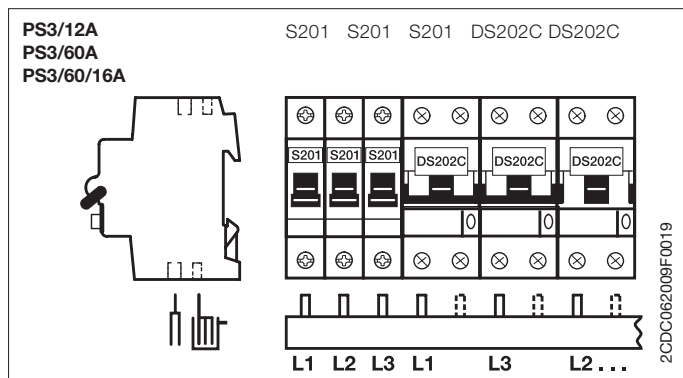 PS3/12A
PS3/60A
PS3/60/16A
S201 S201 S201 DS202C DS202C
S201 S201 S201 DS202C DS202C DS202C
L1 L2 L3 L1 L3 L2 . . .
2CDC062009F0019